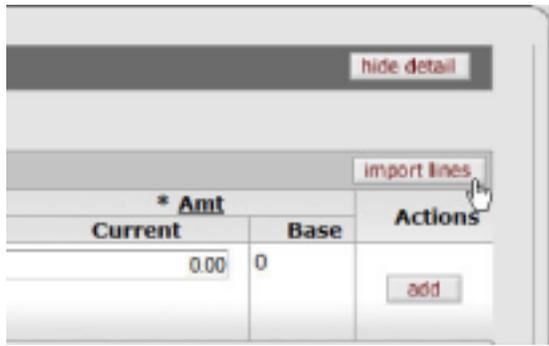 hide detail
import lines
* Amt
Actions
Current Base
0.00 0
add